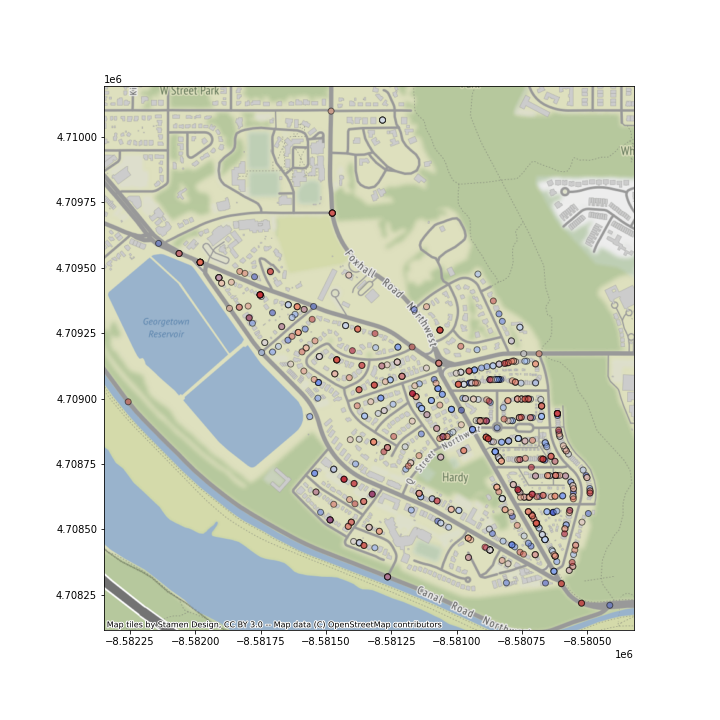 1e6
W Street Park
4.71000
4.70975
4.70950
4.70925
4.70900
4.70875
4.70850
4.70825
Wh
Foxhall Road Northwest
Georgetown
Reservoir
Q Street Northwest
Hardy
Canal Road North
Map tiles by Stamen Design, CC BY 3.0 -- Map data (C) OpenStreetMap contributors
−8.58225
−8.58200
−8.58175
−8.58150
−8.58125
−8.58100
−8.58075
−8.58050
1e6